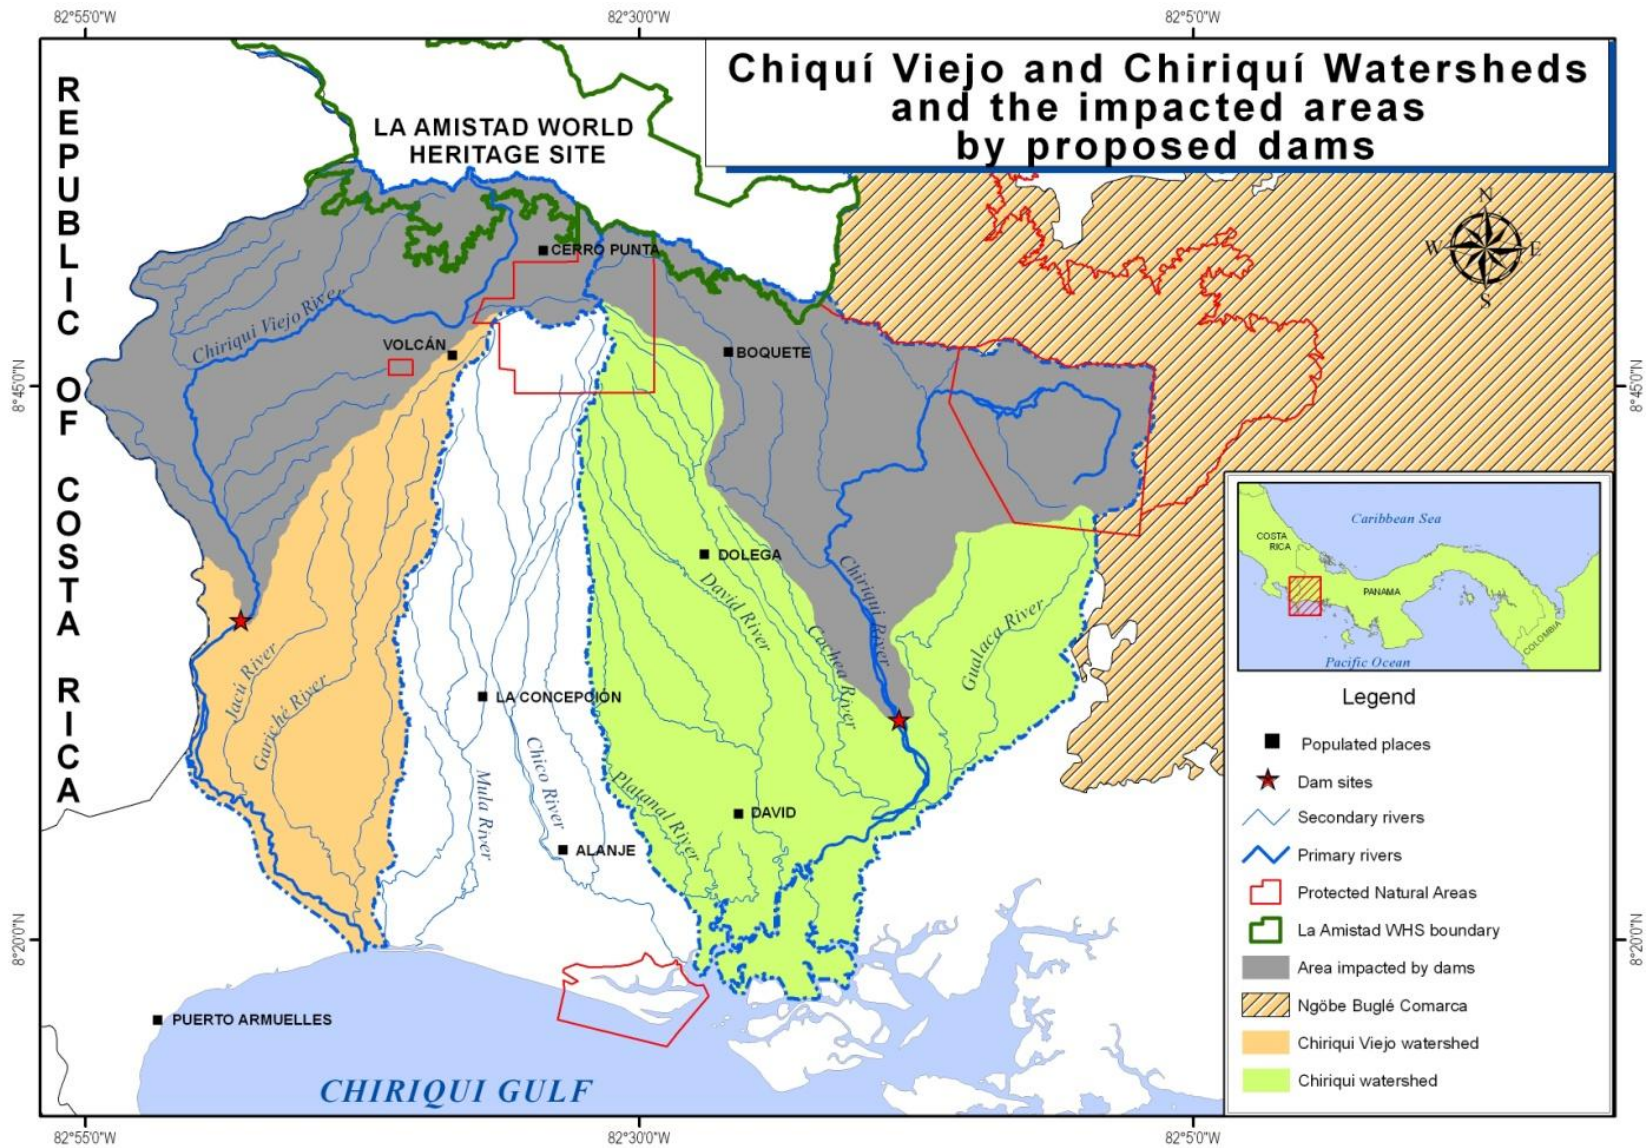 82°55'0"W
82°30'0"W
82°5'0"W
Chiquí Viejo and Chiriquí Watersheds
and the impacted areas
by proposed dams
REPUBLIC OF COSTA RICA
LA AMISTAD WORLD
HERITAGE SITE
N
W
E
S
CERRO PUNTA
Chiriqui Viejo River
VOLCÁN
BOQUETE
8°45'0"N
8°45'0"N
DOLEGA
David River
Chiriqui River
Cochea River
Gualaca River
Jacú River
Gariché River
LA CONCEPCIÓN
Mula River
Chico River
Platanal River
DAVID
ALANJE
8°20'0"N
8°20'0"N
PUERTO ARMUELLES
CHIRIQUI GULF
Caribbean Sea
COSTA
RICA
PANAMA
COLOMBIA
Pacific Ocean
Legend
Populated places
Dam sites
Secondary rivers
Primary rivers
Protected Natural Areas
La Amistad WHS boundary
Area impacted by dams
Ngöbe Buglé Comarca
Chiriqui Viejo watershed
Chiriqui watershed
82°55'0"W
82°30'0"W
82°5'0"W